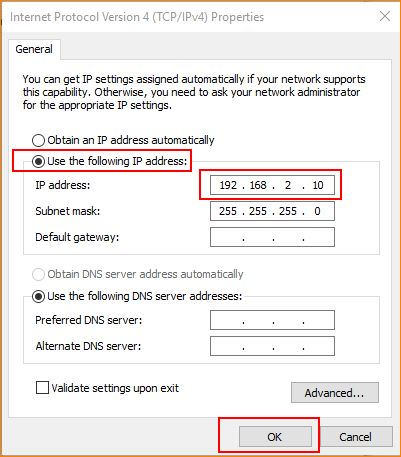 Internet Protocol Version 4 (TCP/IPv4) Properties
General
You can get IP settings assigned automatically if your network supports
this capability. Otherwise, you need to ask your network administrator
for the appropriate IP settings.
Obtain an IP address automatically
Use the following IP address:
IP address: 192 . 168 . 2 . 10
Subnet mask: 255 . 255 . 255 . 0
Default gateway: . . .
Obtain DNS server address automatically
Use the following DNS server addresses:
Preferred DNS server: . . .
Alternate DNS server: . . .
Validate settings upon exit
Advanced...
OK Cancel